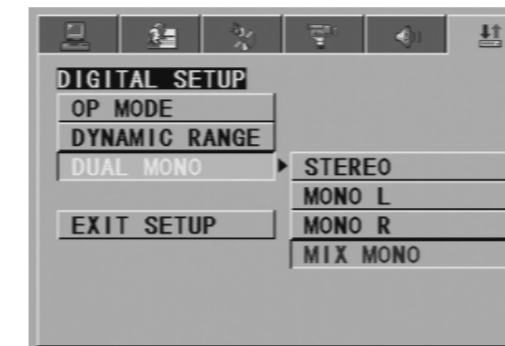 DIGITAL SETUP
OP MODE
DYNAMIC RANGE
DUAL MONO
STEREO
MONO L
EXIT SETUP
MONO R
MIX MONO